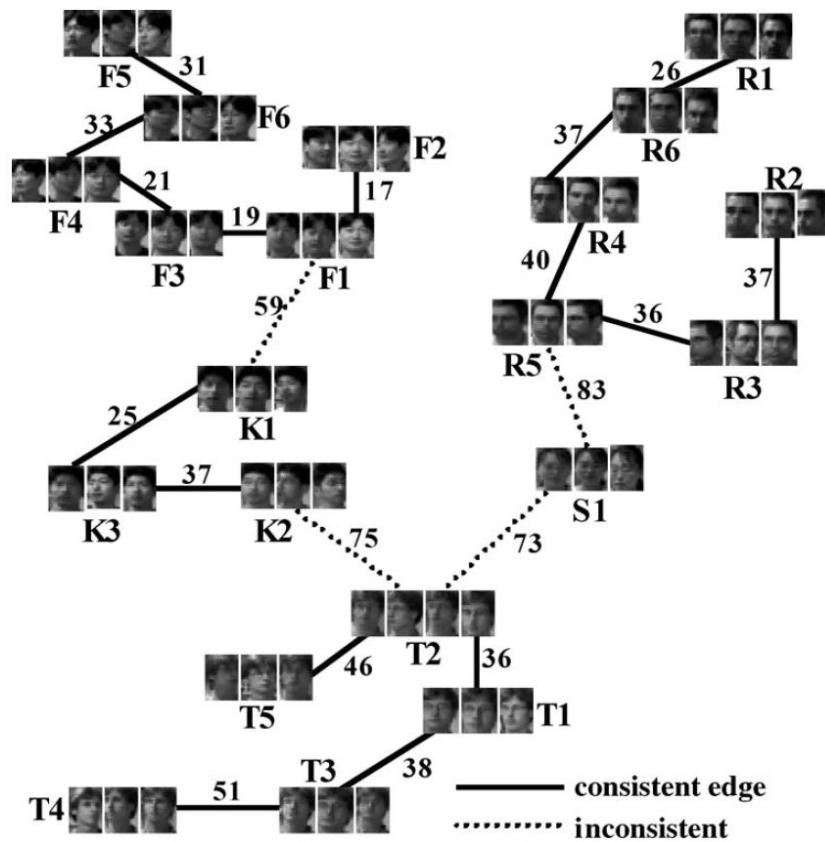 F5
31
F6
33
F4
21
F3
19
F1
F2
17
59
K1
25
K3
37
K2
75
R1
26
R6
37
R4
R2
40
37
R5
36
R3
83
S1
73
T2
46
T5
36
T1
38
T3
51
T4
consistent edge
inconsistent